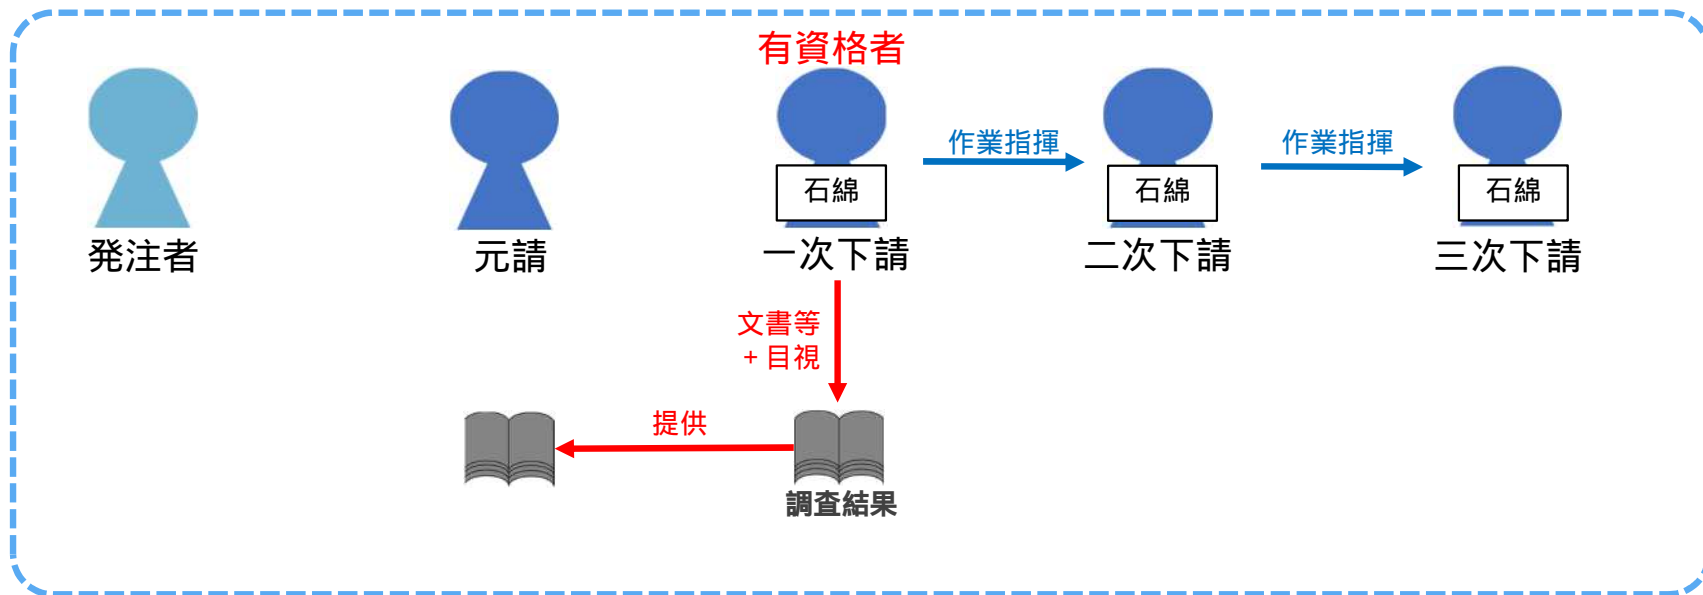 有資格者
作業指揮
作業指揮
石綿
石綿
石綿
発注者
元請
一次下請
二次下請
三次下請
文書等
+目視
提供
調査結果